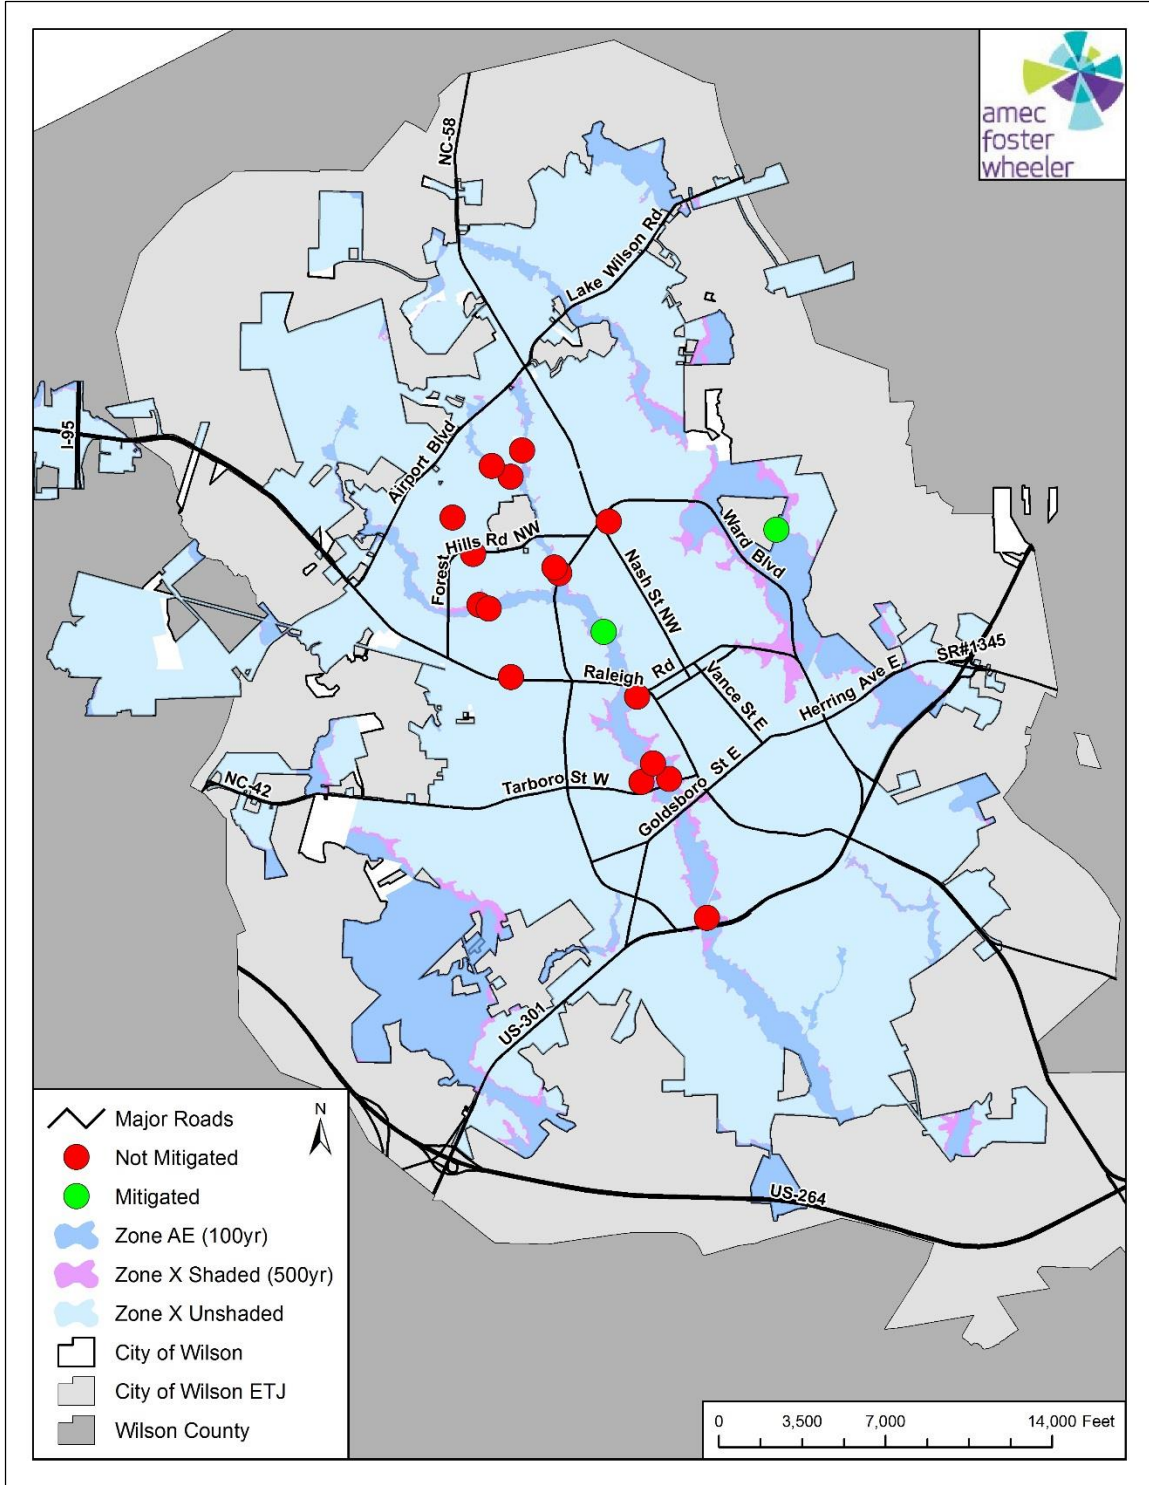 amec
foster
wheeler
NC-58
Lake Wilson Rd
I-95
Airport Blvd
Ward Blvd
Forest Hills Rd NW
Nash St NW
SR#1345
Raleigh Rd
Vance St E
Herring Ave E
NC-42
Tarboro St W
Goldsboro St E
US-301
US-264
N
Major Roads
Not Mitigated
Mitigated
Zone AE (100yr)
Zone X Shaded (500yr)
Zone X Unshaded
City of Wilson
City of Wilson ETJ
Wilson County
0 3,500 7,000 14,000 Feet